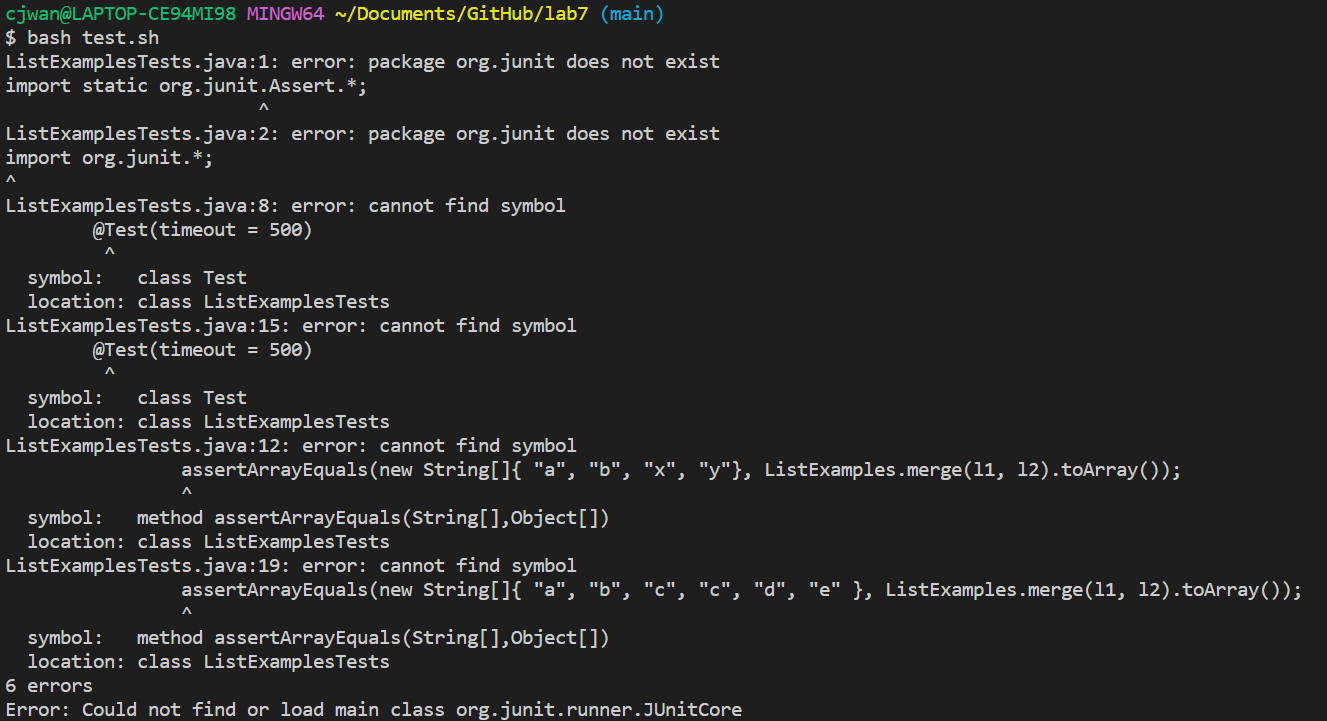 cjwan@LAPTOP-CE94MI98 MINGW64 ~/Documents/GitHub/lab7 (main)
$ bash test.sh
ListExamplesTests.java:1: error: package org.junit does not exist
import static org.junit.Assert.*;
                       ^
ListExamplesTests.java:2: error: package org.junit does not exist
import org.junit.*;
^
ListExamplesTests.java:8: error: cannot find symbol
        @Test(timeout = 500)
         ^
  symbol:   class Test
  location: class ListExamplesTests
ListExamplesTests.java:15: error: cannot find symbol
        @Test(timeout = 500)
         ^
  symbol:   class Test
  location: class ListExamplesTests
ListExamplesTests.java:12: error: cannot find symbol
                assertArrayEquals(new String[]{ "a", "b", "x", "y"}, ListExamples.merge(l1, l2).toArray());
                ^
  symbol:   method assertArrayEquals(String[],Object[])
  location: class ListExamplesTests
ListExamplesTests.java:19: error: cannot find symbol
                assertArrayEquals(new String[]{ "a", "b", "c", "c", "d", "e" }, ListExamples.merge(l1, l2).toArray());
                ^
  symbol:   method assertArrayEquals(String[],Object[])
  location: class ListExamplesTests
6 errors
Error: Could not find or load main class org.junit.runner.JUnitCore